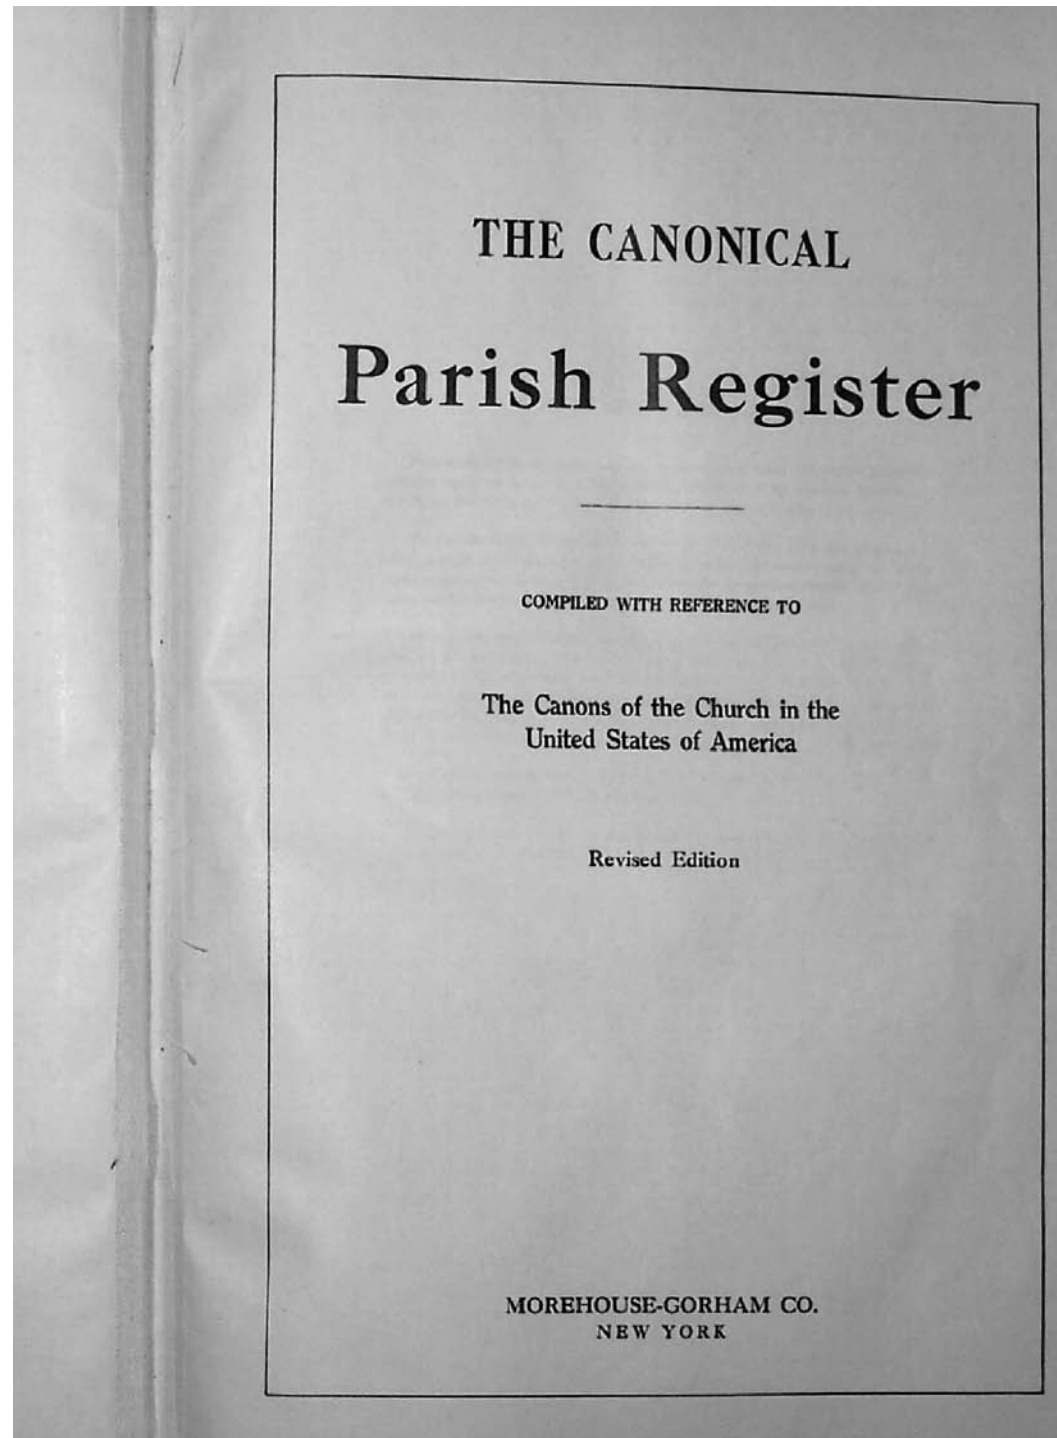 THE CANONICAL
Parish Register
COMPILED WITH REFERENCE TO
The Canons of the Church in the
United States of America
Revised Edition
MOREHOUSE-GORHAM CO.
NEW YORK